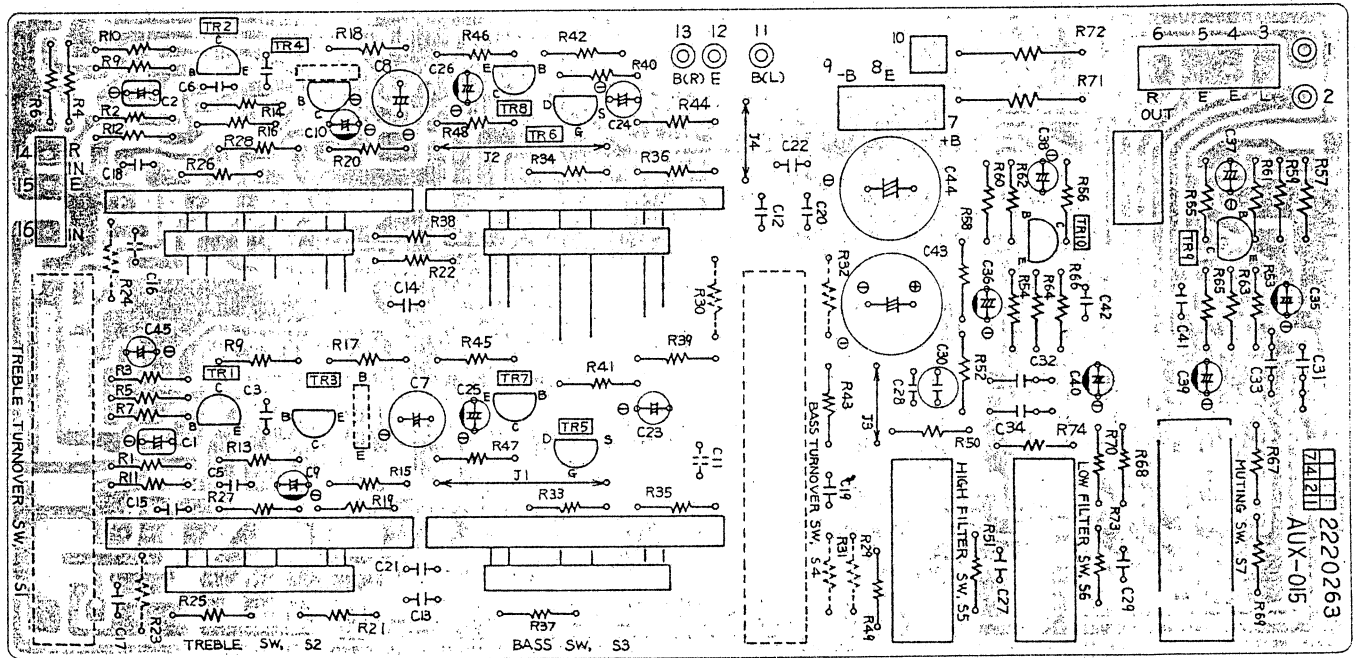 R10
TR2
C
TR4
R18
R46
R42
13
12
11
10
9
-B
8
E
R72
6
5
4
3
1
R9
B
E
C8
C26
E
B
R40
B(R)
E
B(L)
R71
R
E
E
L
2
OUT
R6
R4
⊖
C2
C6
R14
B
C
⊖
TR8
D
S
C24
R44
7
+B
R2
R12
R16
C10
R48
TR6
G
J4
C38
C37
14
R
IN
R28
R20
J2
R34
R36
C22
15
E
C18
R26
R60
R62
R56
R61
R59
R57
C44
16
L
IN
R38
C12
C20
R58
B
C
E
TR10
R65
TR9
B
C
E
R24
C16
R22
C14
R30
R32
C43
⊖
⊕
C36
R54
R64
R66
C42
R65
R63
R53
C35
C41
C45
⊖
R9
R17
R45
R39
R3
TR1
C
C3
TR3
B
C7
C25
E
TR7
C
B
R41
R43
J3
C28
C30
R52
C32
C40
C39
C33
C31
R5
R7
B
E
B
E
C
E
C23
⊖
C1
R13
R47
D
TR5
S
G
C11
R50
C34
R74
R70
R68
R67
R1
R11
C5
C9
R15
J1
C15
R27
R19
R33
R35
C19
R73
TREBLE TURNOVER SW, S1
BASS TURNOVER SW, S4
HIGH FILTER SW, S5
LOW FILTER SW, S6
MUTING SW, S7
R31
R29
R49
R51
C27
C29
R69
C21
C13
C17
R23
R25
R21
R37
TREBLE SW, S2
BASS SW, S3
7421
2220263
AUX-015